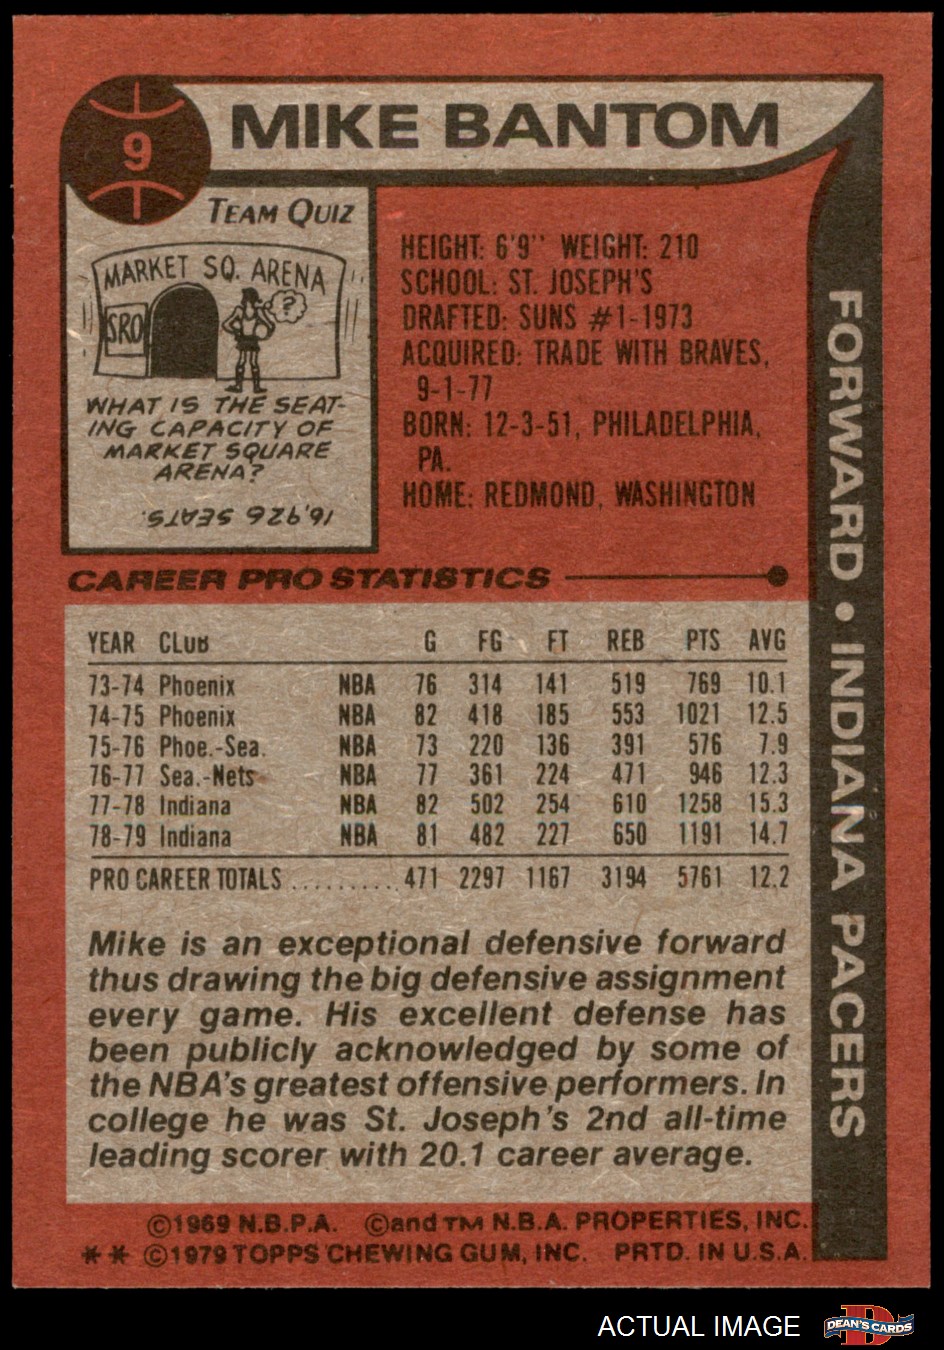 9
MIKE BANTOM
TEAM QUIZ
MARKET SQ. ARENA
SRO
?
WHAT IS THE SEAT-
ING CAPACITY OF
MARKET SQUARE
ARENA?
16,926 SEATS.
HEIGHT: 6'9'' WEIGHT: 210
SCHOOL: ST. JOSEPH'S
DRAFTED: SUNS #1-1973
ACQUIRED: TRADE WITH BRAVES,
9-1-77
BORN: 12-3-51, PHILADELPHIA,
PA.
HOME: REDMOND, WASHINGTON
FORWARD • INDIANA PACERS
CAREER PRO STATISTICS
YEAR CLUB G FG FT REB PTS AVG
73-74 Phoenix NBA 76 314 141 519 769 10.1
74-75 Phoenix NBA 82 418 185 553 1021 12.5
75-76 Phoe.-Sea. NBA 73 220 136 391 576 7.9
76-77 Sea.-Nets NBA 77 361 224 471 946 12.3
77-78 Indiana NBA 82 502 254 610 1258 15.3
78-79 Indiana NBA 81 482 227 650 1191 14.7
PRO CAREER TOTALS .......... 471 2297 1167 3194 5761 12.2
Mike is an exceptional defensive forward
thus drawing the big defensive assignment
every game. His excellent defense has
been publicly acknowledged by some of
the NBA's greatest offensive performers. In
college he was St. Joseph's 2nd all-time
leading scorer with 20.1 career average.
©1969 N.B.P.A. ©and TM N.B.A. PROPERTIES, INC.
** ©1979 TOPPS CHEWING GUM, INC. PRTD. IN U.S.A.
ACTUAL IMAGE
D
DEAN'S CARDS